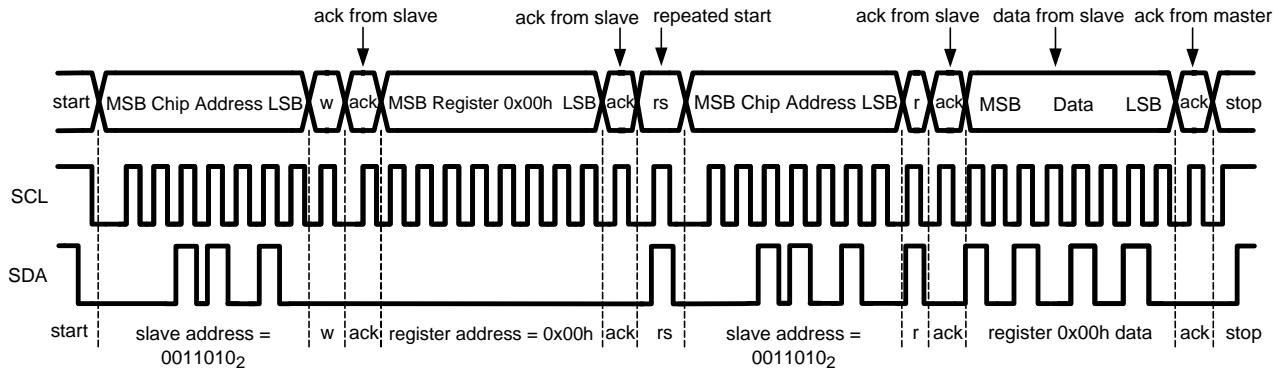 ack from slave
ack from slave
repeated start
ack from slave
data from slave
ack from master
start MSB Chip Address LSB w ack MSB Register 0x00h LSB ack rs MSB Chip Address LSB r ack MSB Data LSB ack stop
SCL
SDA
start slave address = w ack register address = 0x00h ack rs slave address = r ack register 0x00h data ack stop
0011010₂ 0011010₂